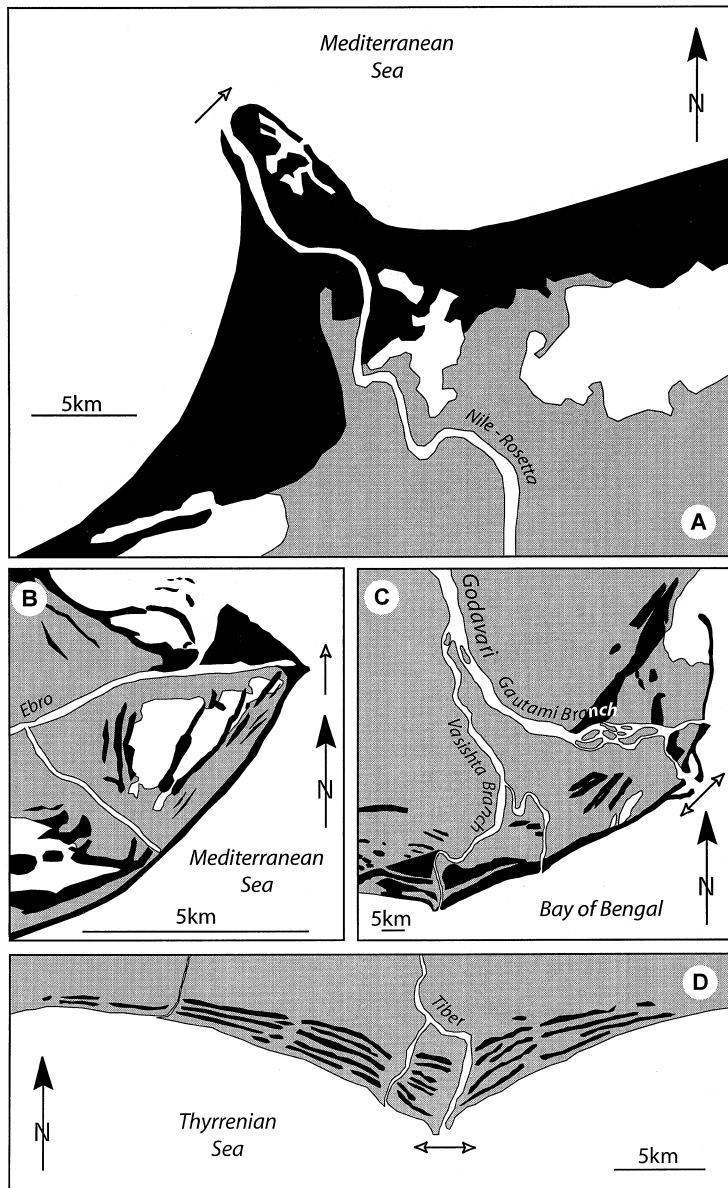 Mediterranean
Sea
N
5km
Nile - Rosetta
A
B
Ebro
N
Mediterranean
Sea
5km
C
Godavari
Gautami Branch
Vasishta Branch
N
5km
Bay of Bengal
D
Tiber
N
Thyrrenian
Sea
5km